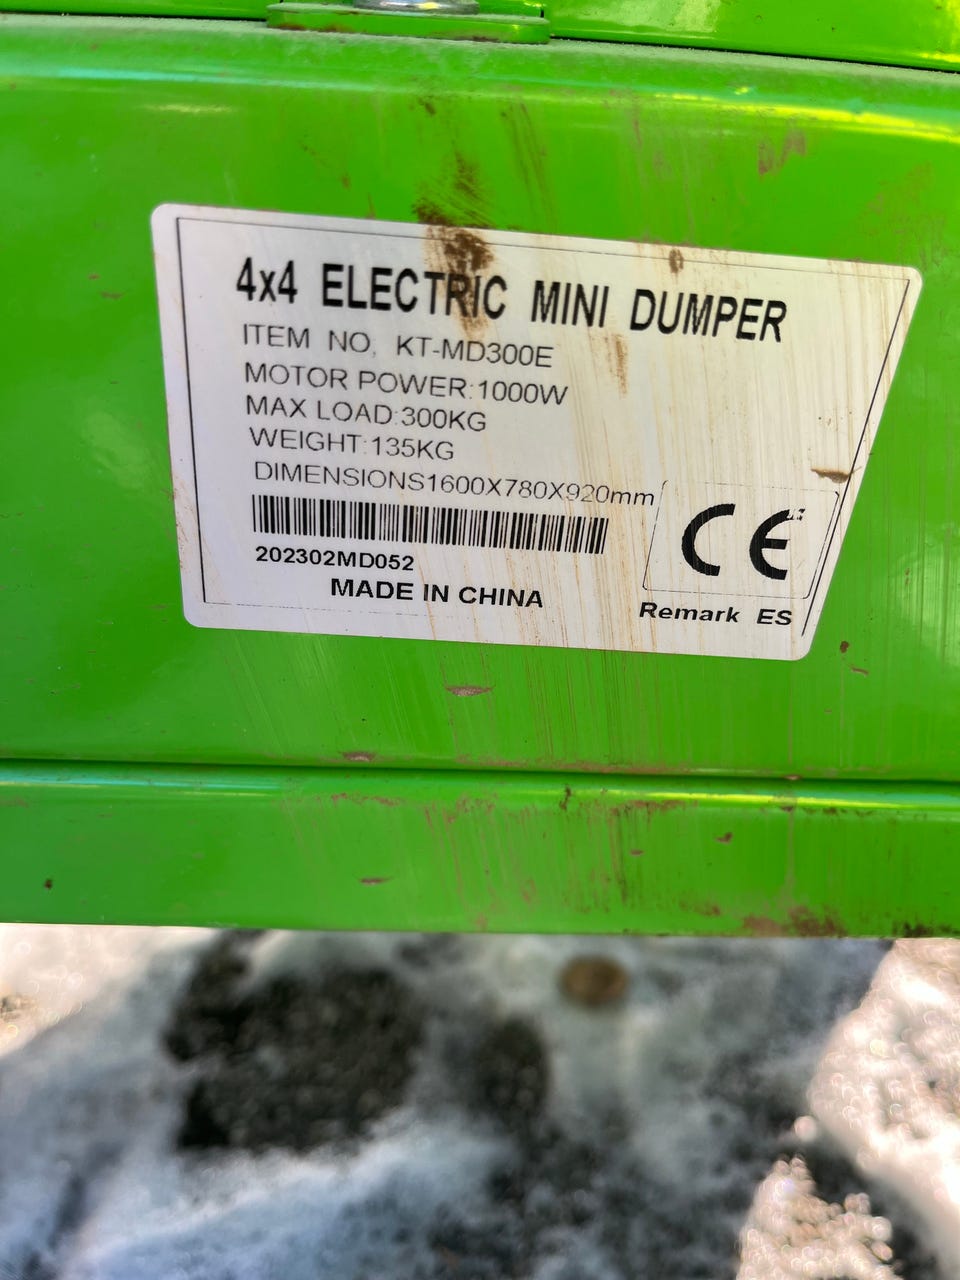 4x4 ELECTRIC MINI DUMPER
ITEM NO. KT-MD300E
MOTOR POWER:1000W
MAX LOAD:300KG
WEIGHT:135KG
DIMENSIONS1600X780X920mm
CE
202302MD052
MADE IN CHINA
Remark ES